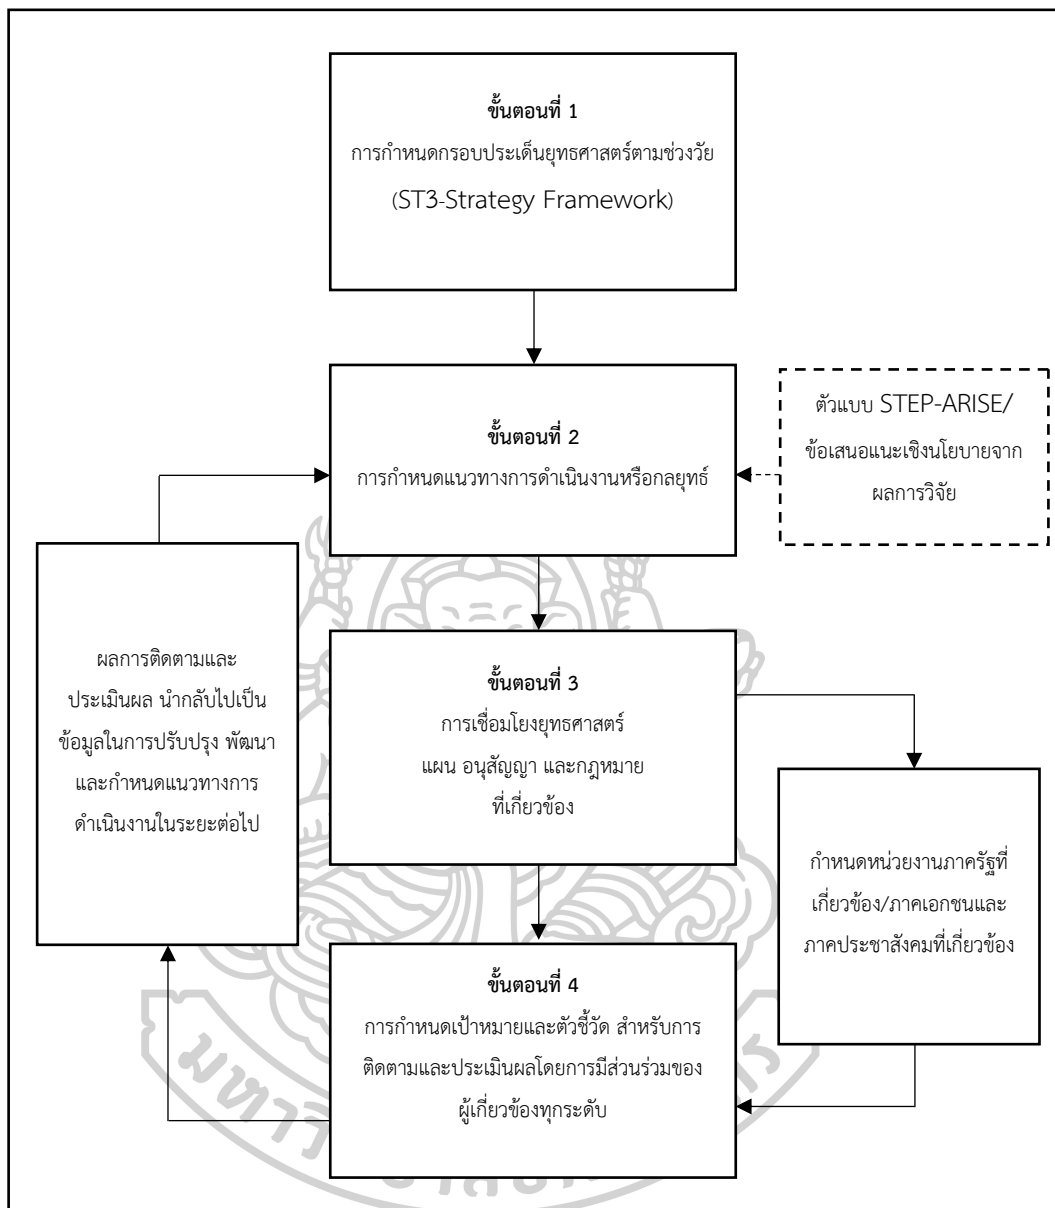 ขั้นตอนที่ 1
การกำหนดกรอบประเด็นยุทธศาสตร์ตามช่วงวัย
(ST3-Strategy Framework)
ขั้นตอนที่ 2
การกำหนดแนวทางการดำเนินงานหรือกลยุทธ์
ตัวแบบ STEP-ARISE/
ข้อเสนอแนะเชิงนโยบายจาก
ผลการวิจัย
ผลการติดตามและ
ประเมินผล นำกลับไปเป็น
ข้อมูลในการปรับปรุง พัฒนา
และกำหนดแนวทางการ
ดำเนินงานในระยะต่อไป
ขั้นตอนที่ 3
การเชื่อมโยงยุทธศาสตร์
แผน อนุสัญญา และกฎหมาย
ที่เกี่ยวข้อง
กำหนดหน่วยงานภาครัฐที่
เกี่ยวข้อง/ภาคเอกชนและ
ภาคประชาสังคมที่เกี่ยวข้อง
ขั้นตอนที่ 4
การกำหนดเป้าหมายและตัวชี้วัด สำหรับการ
ติดตามและประเมินผลโดยการมีส่วนร่วมของ
ผู้เกี่ยวข้องทุกระดับ